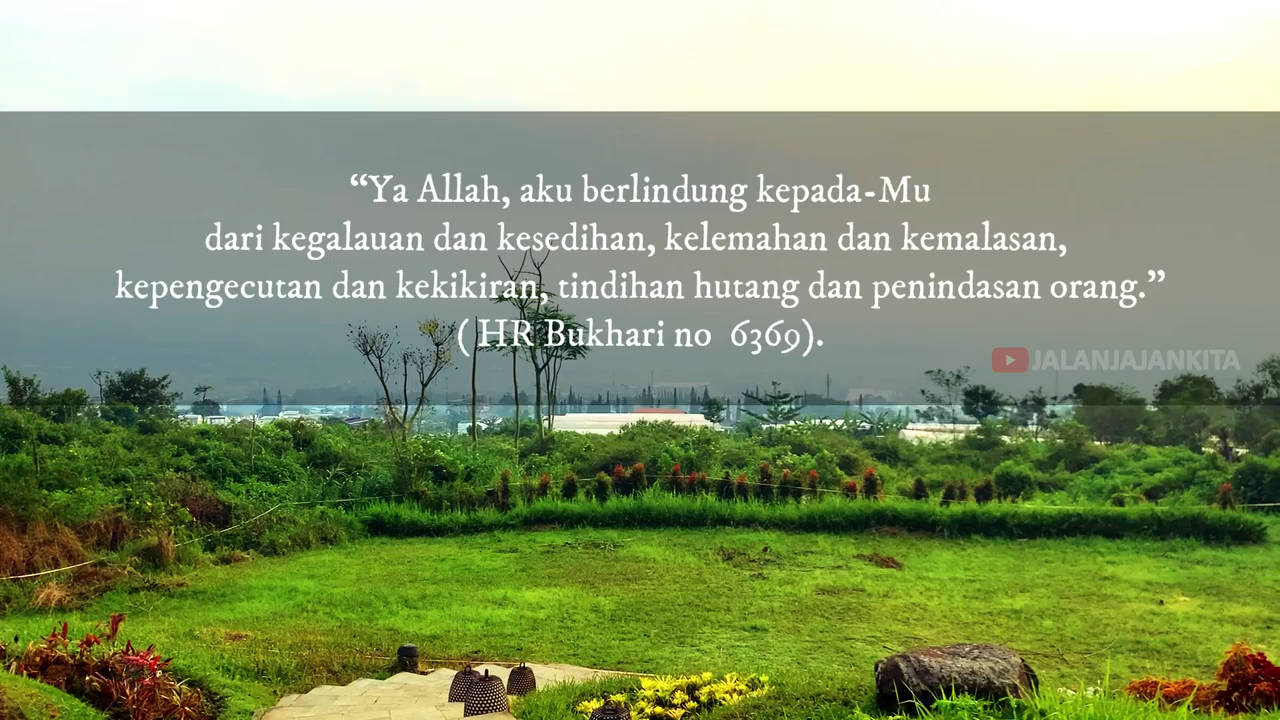 “Ya Allah, aku berlindung kepada-Mu
dari kegalauan dan kesedihan, kelemahan dan kemalasan,
kepengecutan dan kekikiran, tindihan hutang dan penindasan orang.”
( HR Bukhari no  6369).
JALANJAJANKITA